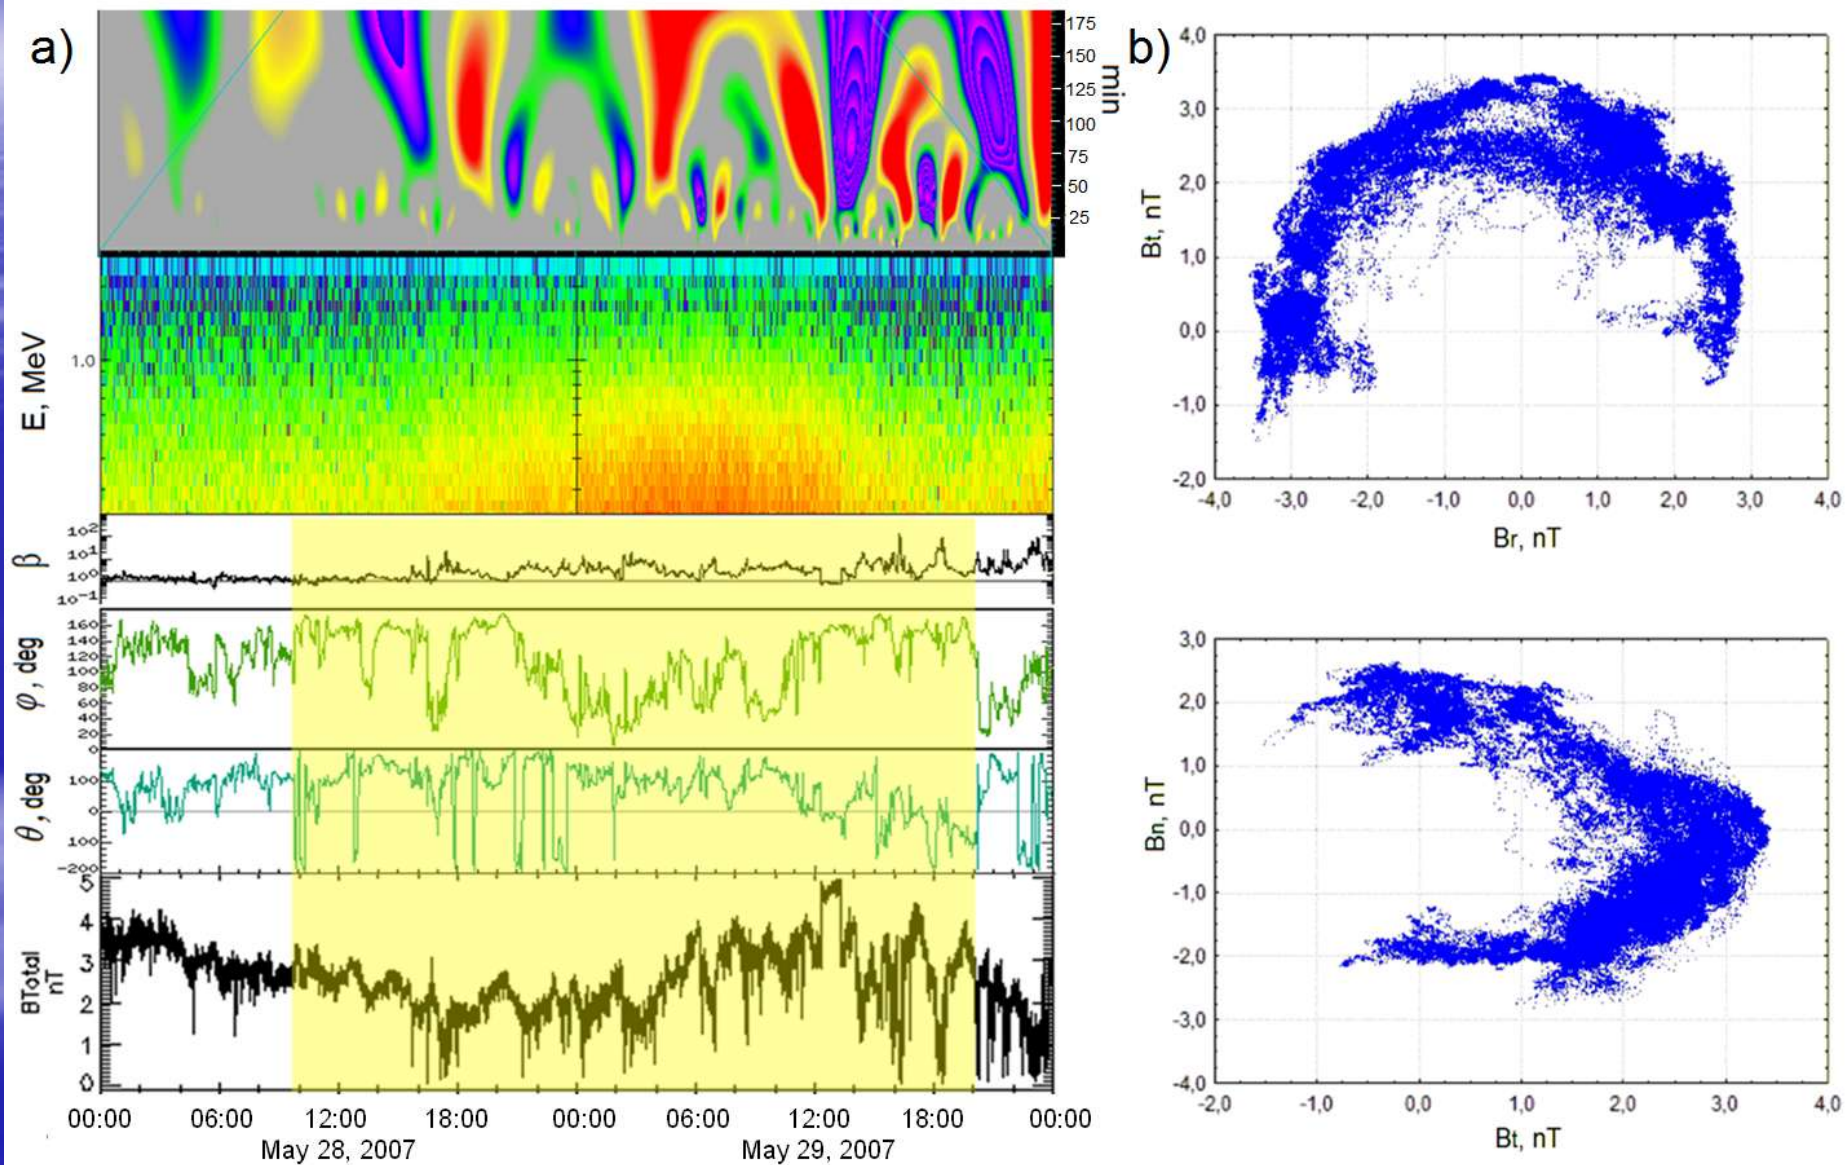 a)
175
150
125
100
75
50
25
min
E, MeV
1.0
β
10²
10¹
10⁰
10⁻¹
φ, deg
160
140
120
100
80
60
40
20
0
θ, deg
100
0
100
-200
BTotal
nT
5
4
3
2
1
0
00:00 06:00 12:00 18:00 00:00 06:00 12:00 18:00 00:00
May 28, 2007 May 29, 2007
b)
4,0
3,0
2,0
1,0
0,0
-1,0
-2,0
Bt, nT
-4,0 -3,0 -2,0 -1,0 0,0 1,0 2,0 3,0 4,0
Br, nT
3,0
2,0
1,0
0,0
-1,0
-2,0
-3,0
-4,0
Bn, nT
-2,0 -1,0 0,0 1,0 2,0 3,0 4,0
Bt, nT